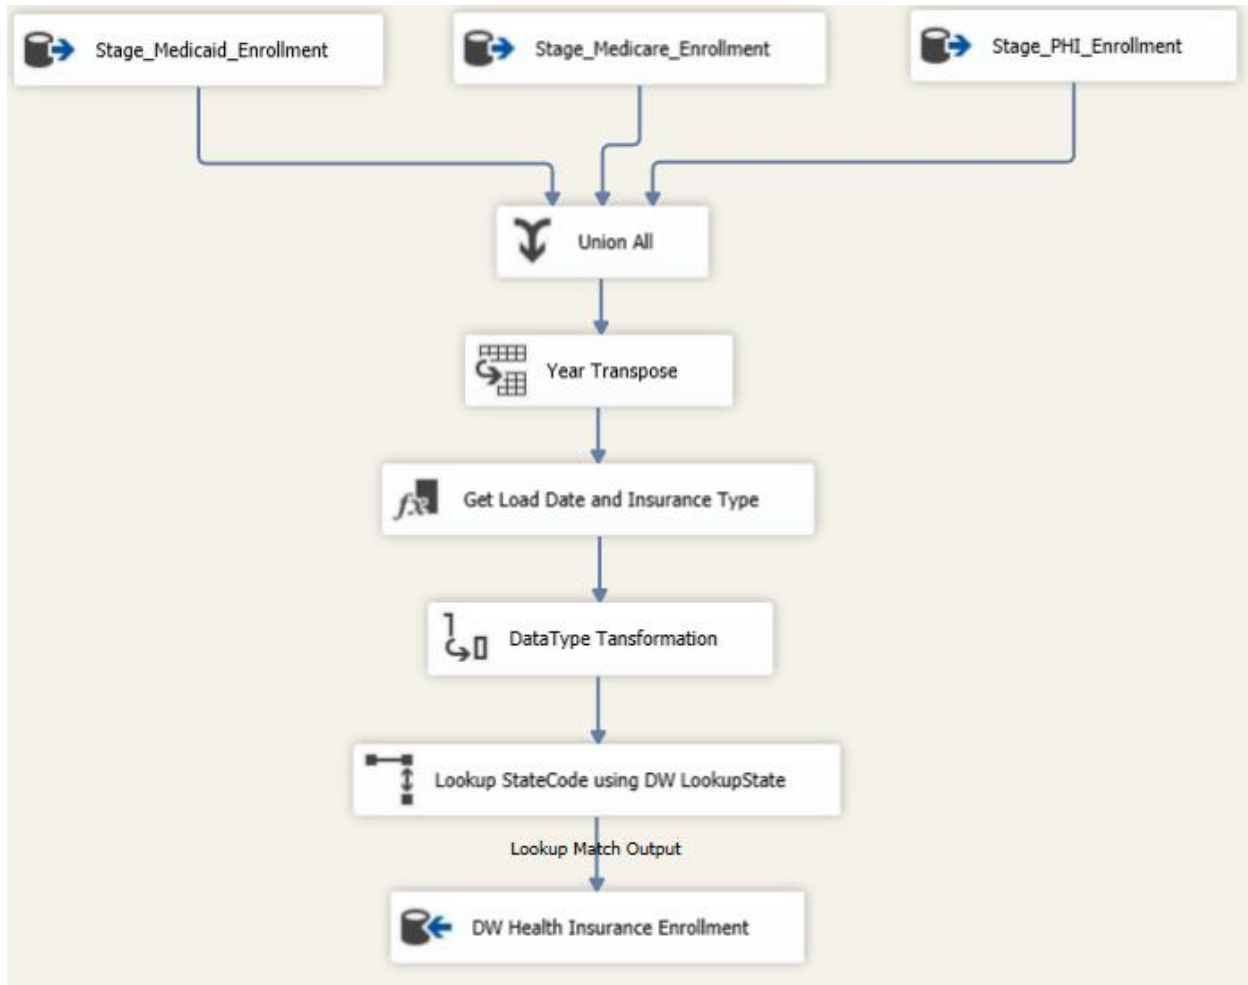 Stage_Medicaid_Enrollment
Stage_Medicare_Enrollment
Stage_PHI_Enrollment
Union All
Year Transpose
Get Load Date and Insurance Type
DataType Tansformation
Lookup StateCode using DW LookupState
Lookup Match Output
DW Health Insurance Enrollment